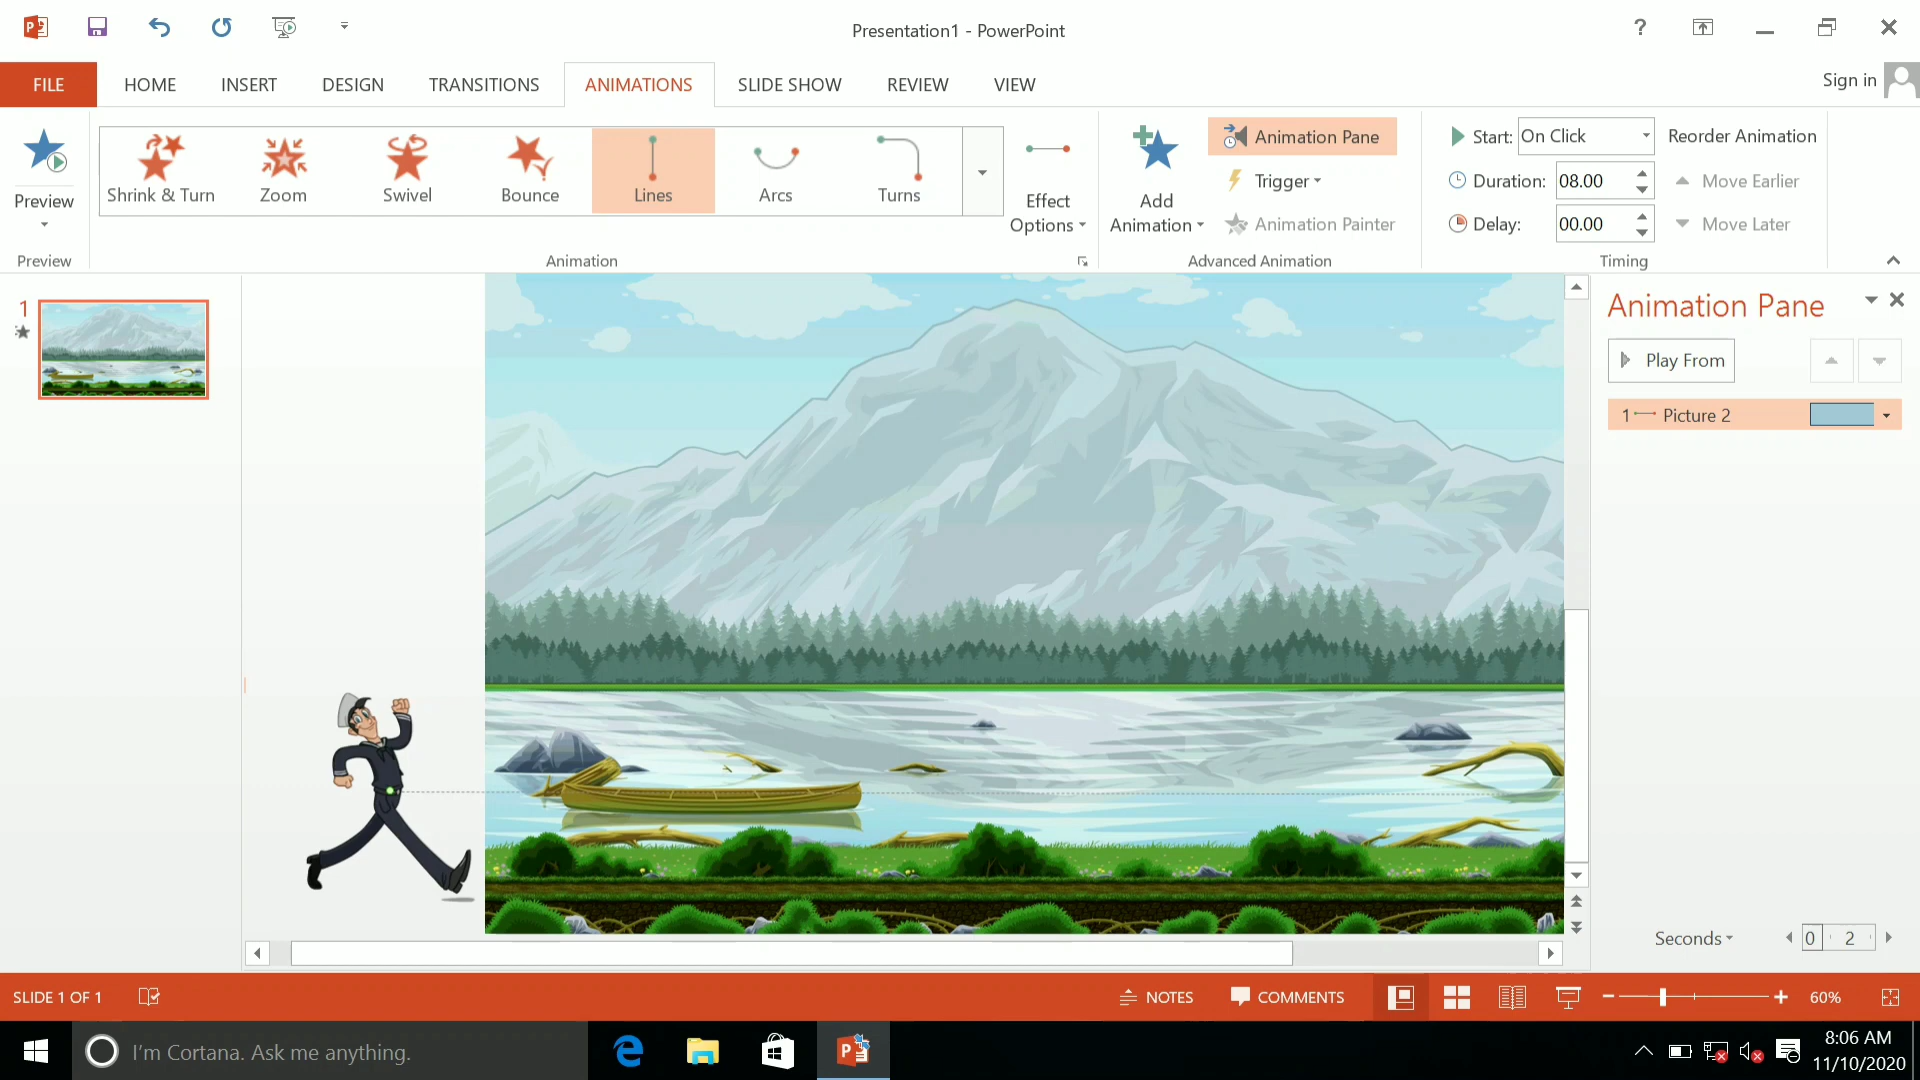 Presentation1 - PowerPoint
?
FILE
HOME
INSERT
DESIGN
TRANSITIONS
ANIMATIONS
SLIDE SHOW
REVIEW
VIEW
Sign in
Preview
Preview
Shrink & Turn
Zoom
Swivel
Bounce
Lines
Arcs
Turns
Animation
Effect
Options
Add
Animation
Animation Pane
Trigger
Animation Painter
Advanced Animation
Start: On Click
Duration: 08.00
Delay: 00.00
Reorder Animation
Move Earlier
Move Later
Timing
1
Animation Pane
Play From
1 Picture 2
Seconds
0 2
SLIDE 1 OF 1
NOTES
COMMENTS
60%
I'm Cortana. Ask me anything.
8:06 AM
11/10/2020